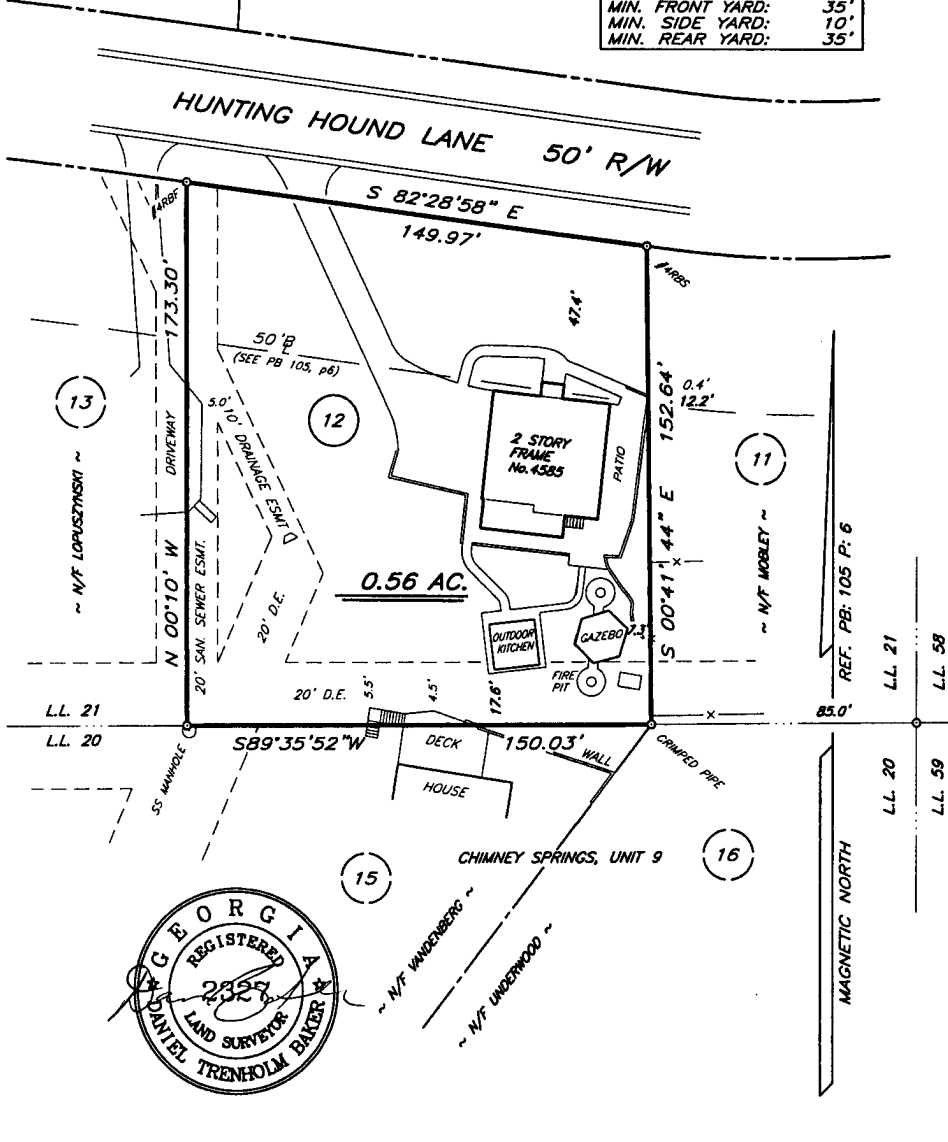 MIN. FRONT YARD: 35'
MIN. SIDE YARD: 10'
MIN. REAR YARD: 35'
HUNTING HOUND LANE 50' R/W
S 82°28'58" E
149.97'
#4RBF
#4RBS
173.30'
N 00°10' W
47.4'
50' BL
(SEE PB 105, p6)
13
12
11
5.0'
10' DRAINAGE ESMT
DRIVEWAY
~ N/F LOPUSZYNSKI ~
2 STORY
FRAME
No. 4585
PATIO
152.64'
S 00°41'44" E
0.4'
12.2'
~ N/F MOBLEY ~
REF. PB: 105 P: 6
0.56 AC.
20' SAN. SEWER ESMT.
20' D.E.
OUTDOOR
KITCHEN
GAZEBO
7.3'
FIRE
PIT
20' D.E.
5.5'
4.5'
17.6'
L.L. 21
L.L. 20
L.L. 21
L.L. 58
85.0'
L.L. 20
L.L. 59
S89°35'52"W
150.03'
DECK
HOUSE
WALL
SS MANHOLE
CRIMPED PIPE
CHIMNEY SPRINGS, UNIT 9
16
15
~ N/F VANDENBERG ~
~ N/F UNDERWOOD ~
MAGNETIC NORTH
GEORGIA
REGISTERED
2327
LAND SURVEYOR
DANIEL TRENHOLM BAKER